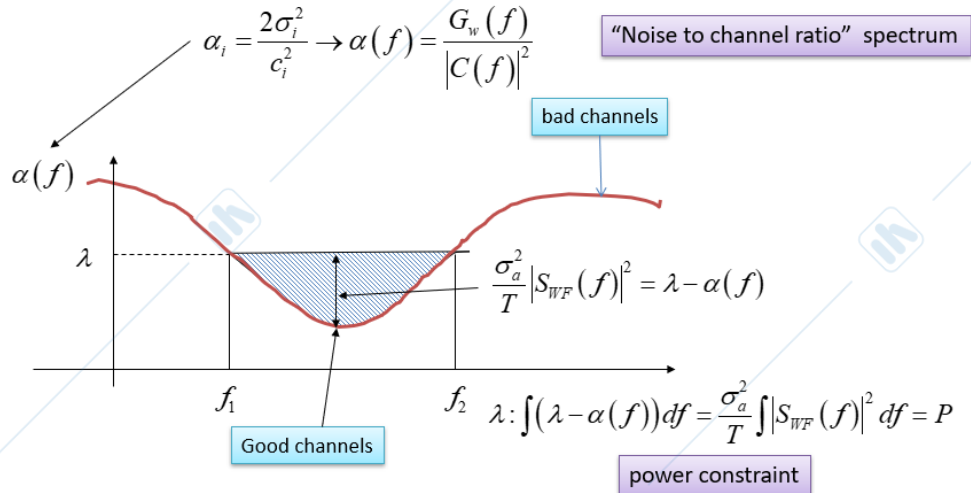 α_i = 2σ_i^2 / c_i^2 → α(f) = G_w(f) / |C(f)|^2
“Noise to channel ratio” spectrum
bad channels
α(f)
λ
σ_a^2 / T |S_WF(f)|^2 = λ − α(f)
f_1
f_2
λ: ∫(λ − α(f))df = σ_a^2 / T ∫|S_WF(f)|^2 df = P
Good channels
power constraint